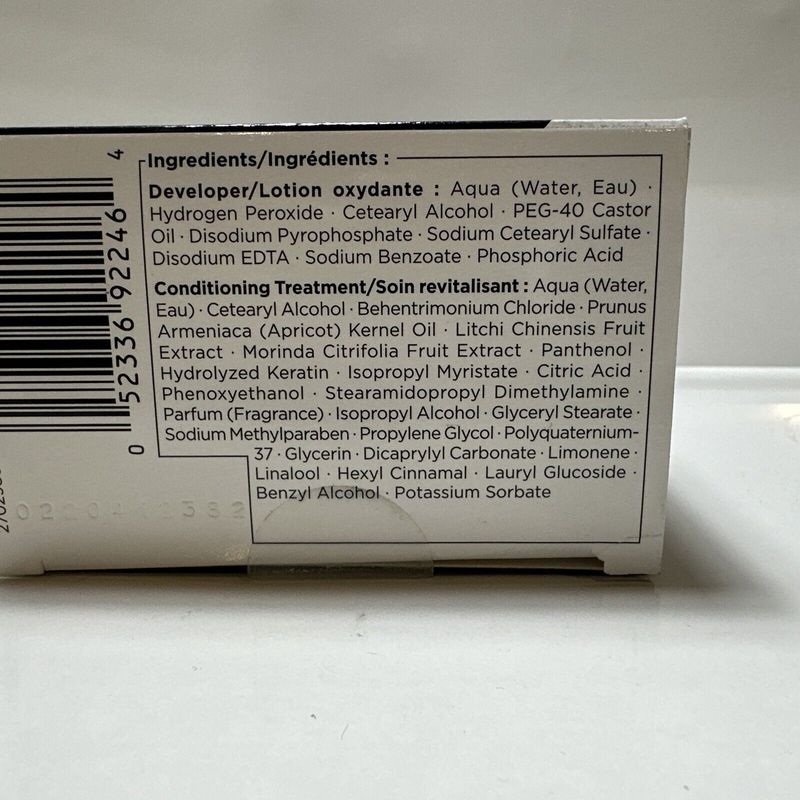 Ingredients/Ingrédients :
Developer/Lotion oxydante : Aqua (Water, Eau) ·
Hydrogen Peroxide · Cetearyl Alcohol · PEG-40 Castor
Oil · Disodium Pyrophosphate · Sodium Cetearyl Sulfate ·
Disodium EDTA · Sodium Benzoate · Phosphoric Acid
Conditioning Treatment/Soin revitalisant : Aqua (Water,
Eau) · Cetearyl Alcohol · Behentrimonium Chloride · Prunus
Armeniaca (Apricot) Kernel Oil · Litchi Chinensis Fruit
Extract · Morinda Citrifolia Fruit Extract · Panthenol ·
Hydrolyzed Keratin · Isopropyl Myristate · Citric Acid ·
Phenoxyethanol · Stearamidopropyl Dimethylamine ·
Parfum (Fragrance) · Isopropyl Alcohol · Glyceryl Stearate ·
Sodium Methylparaben · Propylene Glycol · Polyquaternium-
37 · Glycerin · Dicaprylyl Carbonate · Limonene ·
Linalool · Hexyl Cinnamal · Lauryl Glucoside ·
Benzyl Alcohol · Potassium Sorbate
0 52336 92246 4